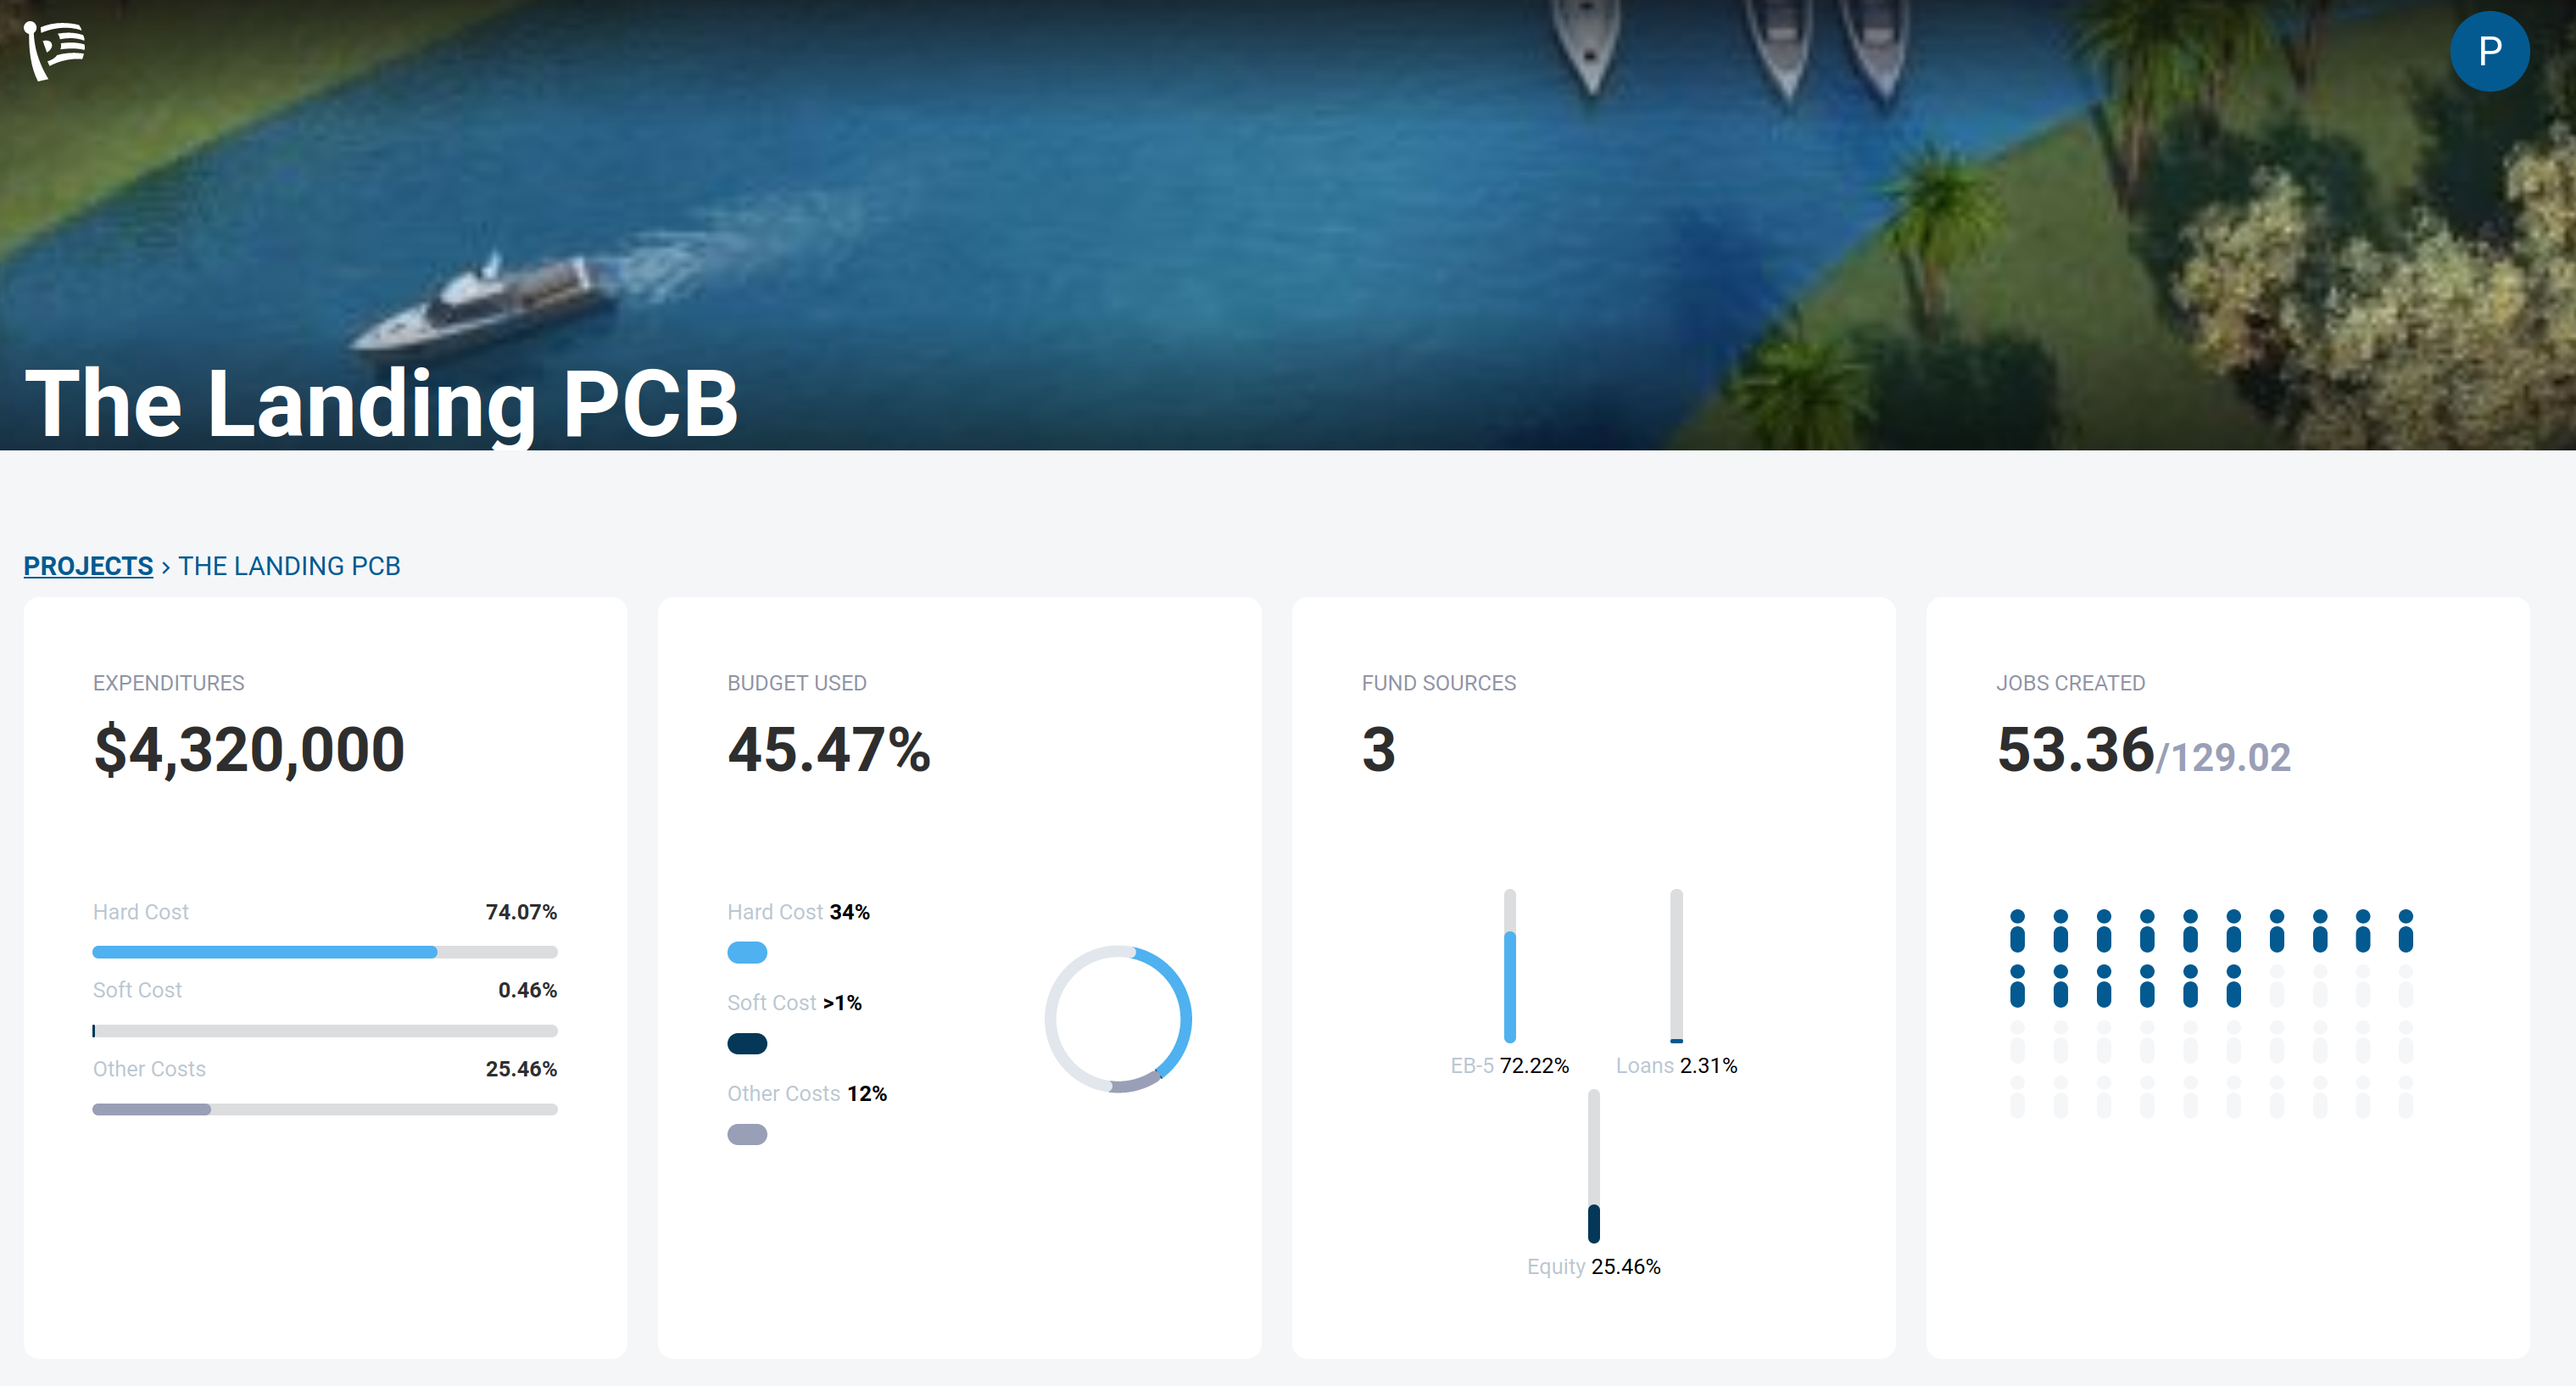 P
The Landing PCB
PROJECTS › THE LANDING PCB
EXPENDITURES
$4,320,000
Hard Cost 74.07%
Soft Cost 0.46%
Other Costs 25.46%
BUDGET USED
45.47%
Hard Cost 34%
Soft Cost >1%
Other Costs 12%
FUND SOURCES
3
EB-5 72.22%
Loans 2.31%
Equity 25.46%
JOBS CREATED
53.36/129.02